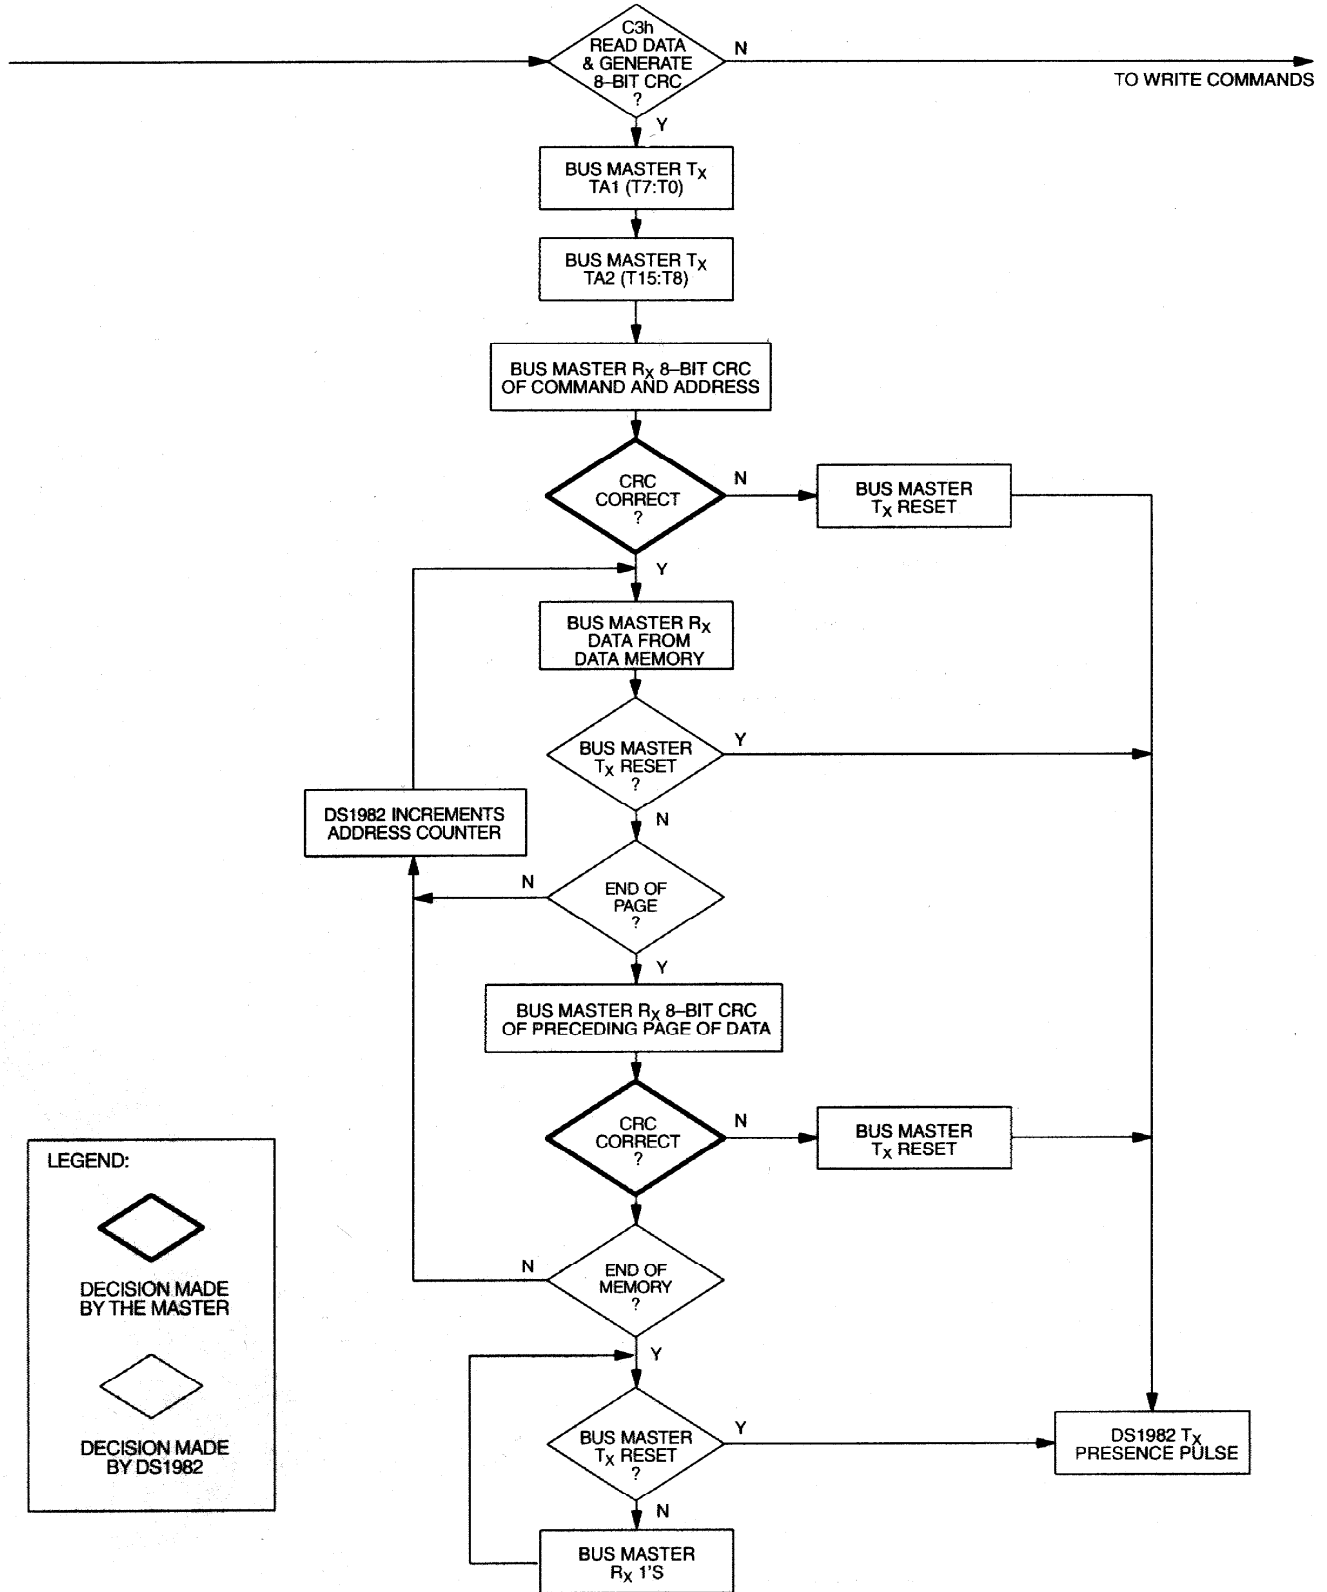 C3h
READ DATA
& GENERATE
8–BIT CRC
?
N
TO WRITE COMMANDS
Y
BUS MASTER TX
TA1 (T7:T0)
BUS MASTER TX
TA2 (T15:T8)
BUS MASTER RX 8–BIT CRC
OF COMMAND AND ADDRESS
CRC
CORRECT
?
N
BUS MASTER
TX RESET
Y
BUS MASTER RX
DATA FROM
DATA MEMORY
BUS MASTER
TX RESET
?
Y
N
DS1982 INCREMENTS
ADDRESS COUNTER
END OF
PAGE
?
N
Y
BUS MASTER RX 8–BIT CRC
OF PRECEDING PAGE OF DATA
CRC
CORRECT
?
N
BUS MASTER
TX RESET
END OF
MEMORY
?
N
Y
BUS MASTER
TX RESET
?
Y
DS1982 TX
PRESENCE PULSE
N
BUS MASTER
RX 1'S
LEGEND:
DECISION MADE
BY THE MASTER
DECISION MADE
BY DS1982